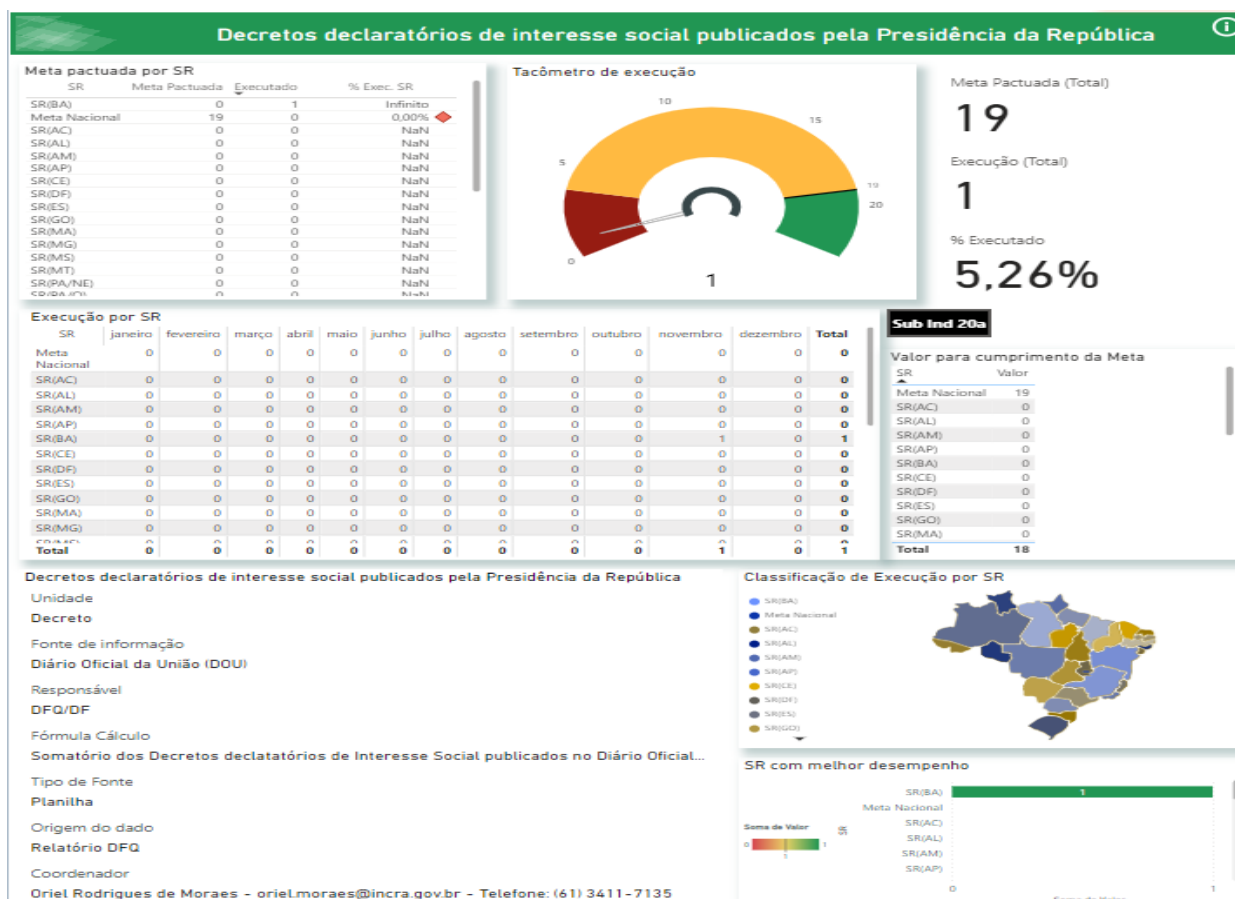 Decretos declaratórios de interesse social publicados pela Presidência da República
Meta pactuada por SR
SR Meta Pactuada Executado % Exec. SR
SR(BA) 0 1 Infinito
Meta Nacional 19 0 0,00%
SR(AC) 0 0 NaN
SR(AL) 0 0 NaN
SR(AM) 0 0 NaN
SR(AP) 0 0 NaN
SR(CE) 0 0 NaN
SR(DF) 0 0 NaN
SR(ES) 0 0 NaN
SR(GO) 0 0 NaN
SR(MA) 0 0 NaN
SR(MG) 0 0 NaN
SR(MS) 0 0 NaN
SR(MT) 0 0 NaN
SR(PA/NE) 0 0 NaN
Tacômetro de execução
0
5
10
15
19
20
1
Meta Pactuada (Total)
19
Execução (Total)
1
% Executado
5,26%
Execução por SR
SR janeiro fevereiro março abril maio junho julho agosto setembro outubro novembro dezembro Total
Meta Nacional 0 0 0 0 0 0 0 0 0 0 0 0 0
SR(AC) 0 0 0 0 0 0 0 0 0 0 0 0 0
SR(AL) 0 0 0 0 0 0 0 0 0 0 0 0 0
SR(AM) 0 0 0 0 0 0 0 0 0 0 0 0 0
SR(AP) 0 0 0 0 0 0 0 0 0 0 0 0 0
SR(BA) 0 0 0 0 0 0 0 0 0 0 1 0 1
SR(CE) 0 0 0 0 0 0 0 0 0 0 0 0 0
SR(DF) 0 0 0 0 0 0 0 0 0 0 0 0 0
SR(ES) 0 0 0 0 0 0 0 0 0 0 0 0 0
SR(GO) 0 0 0 0 0 0 0 0 0 0 0 0 0
SR(MA) 0 0 0 0 0 0 0 0 0 0 0 0 0
SR(MG) 0 0 0 0 0 0 0 0 0 0 0 0 0
Total 0 0 0 0 0 0 0 0 0 0 1 0 1
Sub Ind 20a
Valor para cumprimento da Meta
SR Valor
Meta Nacional 19
SR(AC) 0
SR(AL) 0
SR(AM) 0
SR(AP) 0
SR(BA) 0
SR(CE) 0
SR(DF) 0
SR(ES) 0
SR(GO) 0
SR(MA) 0
Total 18
Decretos declaratórios de interesse social publicados pela Presidência da República
Unidade
Decreto
Fonte de informação
Diário Oficial da União (DOU)
Responsável
DFQ/DF
Fórmula Cálculo
Somatório dos Decretos declatatórios de Interesse Social publicados no Diário Oficial...
Tipo de Fonte
Planilha
Origem do dado
Relatório DFQ
Coordenador
Oriel Rodrigues de Moraes - oriel.moraes@incra.gov.br - Telefone: (61) 3411-7135
Classificação de Execução por SR
SR(BA)
Meta Nacional
SR(AC)
SR(AL)
SR(AM)
SR(AP)
SR(CE)
SR(DF)
SR(ES)
SR(GO)
SR com melhor desempenho
Soma de Valor
0 1
1
SR
SR(BA) 1
Meta Nacional
SR(AC)
SR(AL)
SR(AM)
SR(AP)
0 1